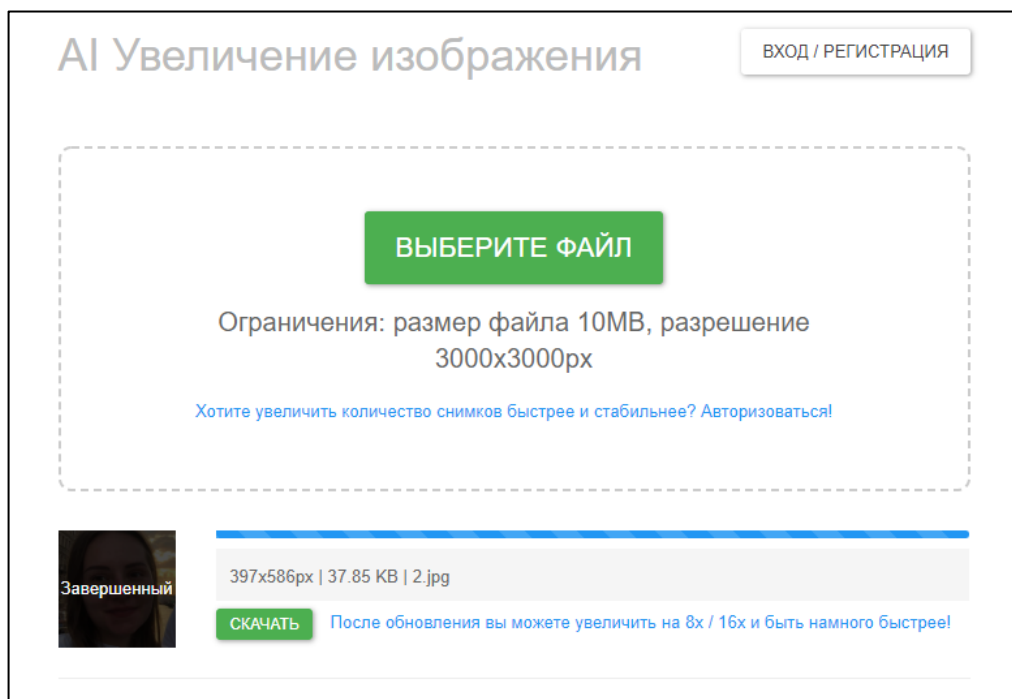 AI Увеличение изображения
ВХОД / РЕГИСТРАЦИЯ
ВЫБЕРИТЕ ФАЙЛ
Ограничения: размер файла 10MB, разрешение
3000x3000px
Хотите увеличить количество снимков быстрее и стабильнее? Авторизоваться!
Завершенный
397x586px | 37.85 KB | 2.jpg
СКАЧАТЬ
После обновления вы можете увеличить на 8x / 16x и быть намного быстрее!